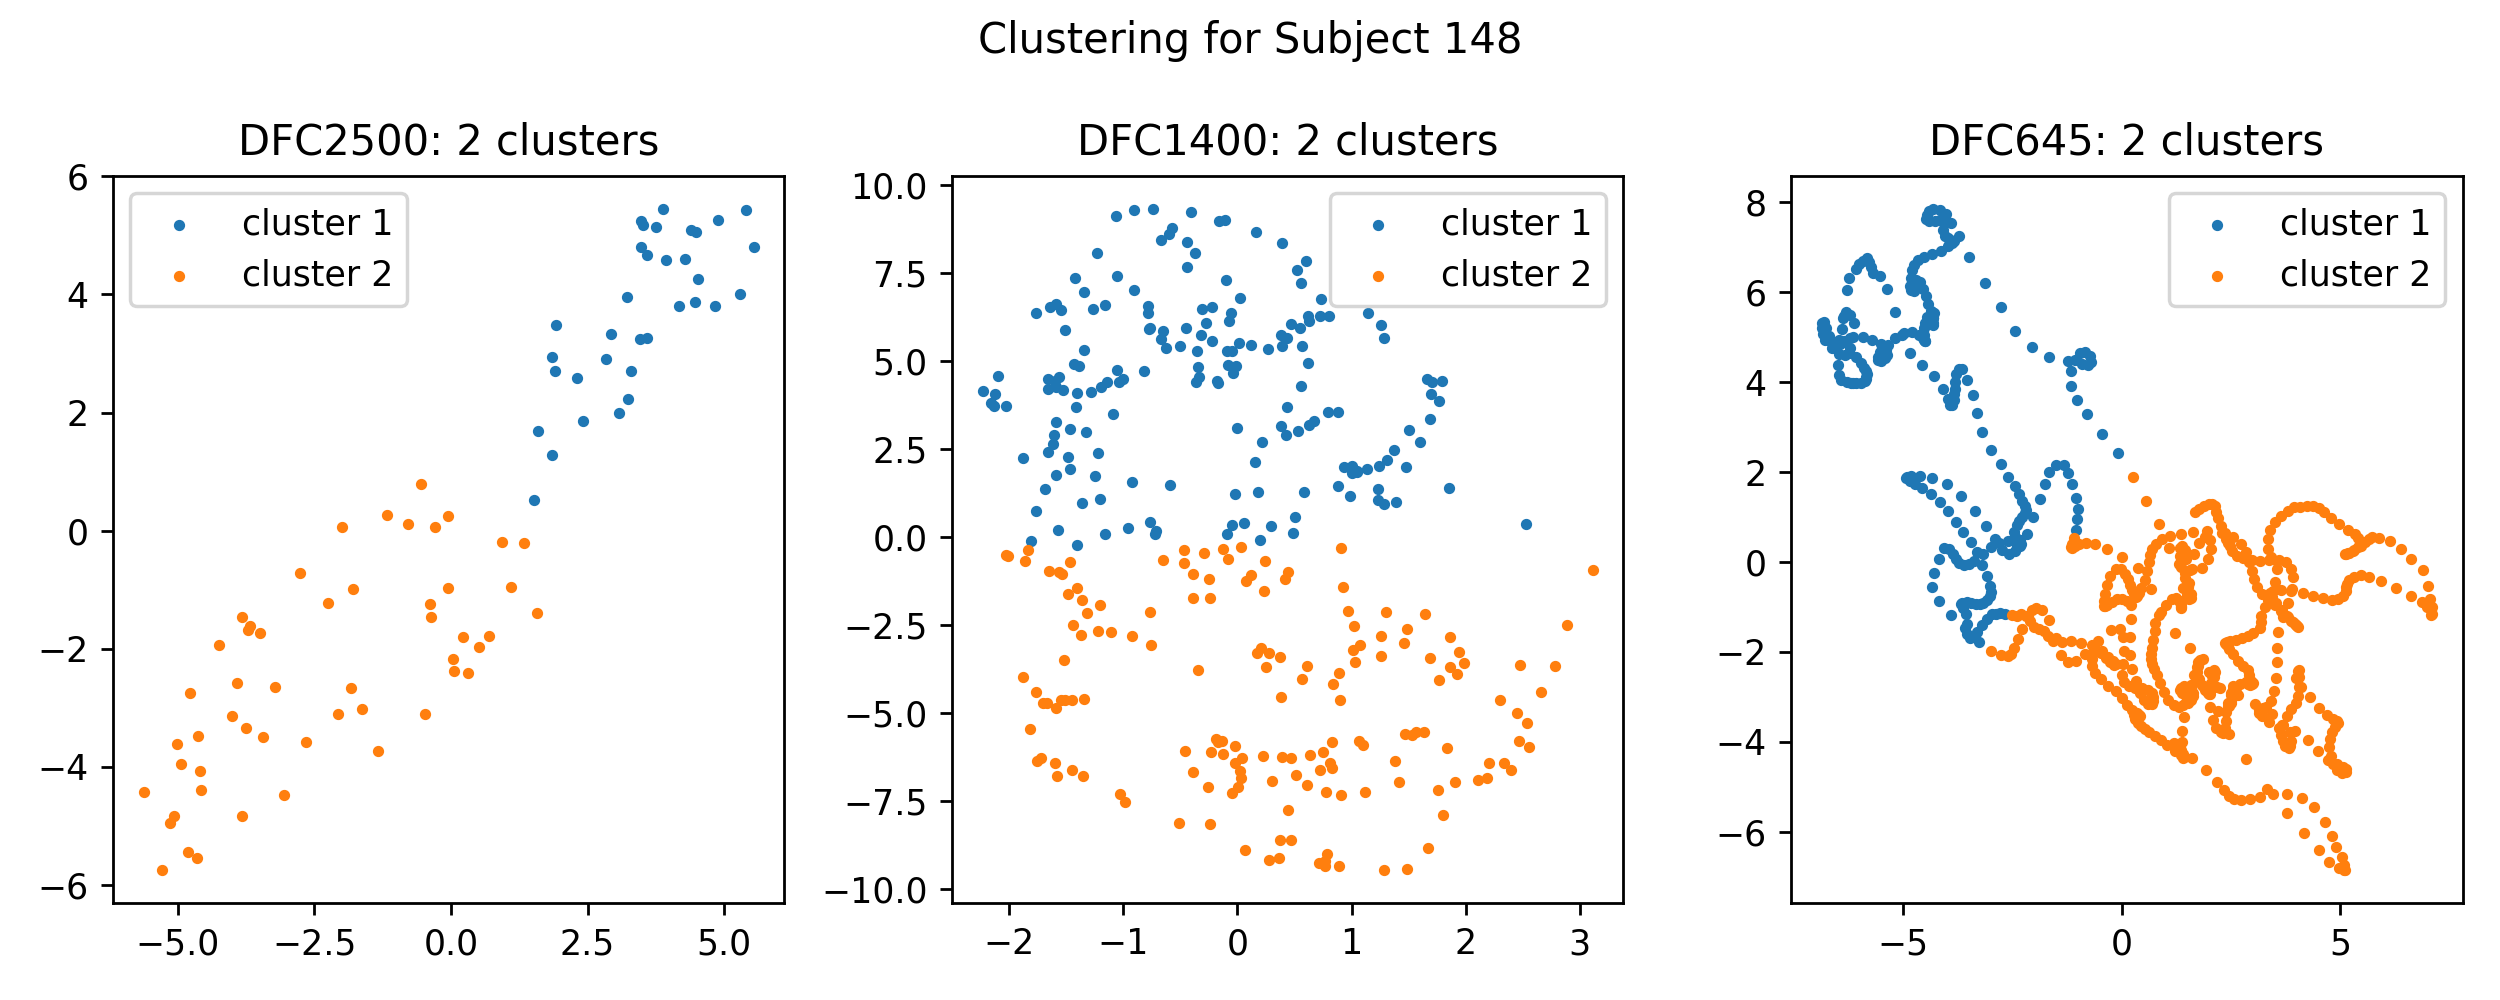 Clustering for Subject 148
DFC2500: 2 clusters
cluster 1
cluster 2
6
4
2
0
−2
−4
−6
−5.0 −2.5 0.0 2.5 5.0
DFC1400: 2 clusters
cluster 1
cluster 2
10.0
7.5
5.0
2.5
0.0
−2.5
−5.0
−7.5
−10.0
−2 −1 0 1 2 3
DFC645: 2 clusters
cluster 1
cluster 2
8
6
4
2
0
−2
−4
−6
−5 0 5